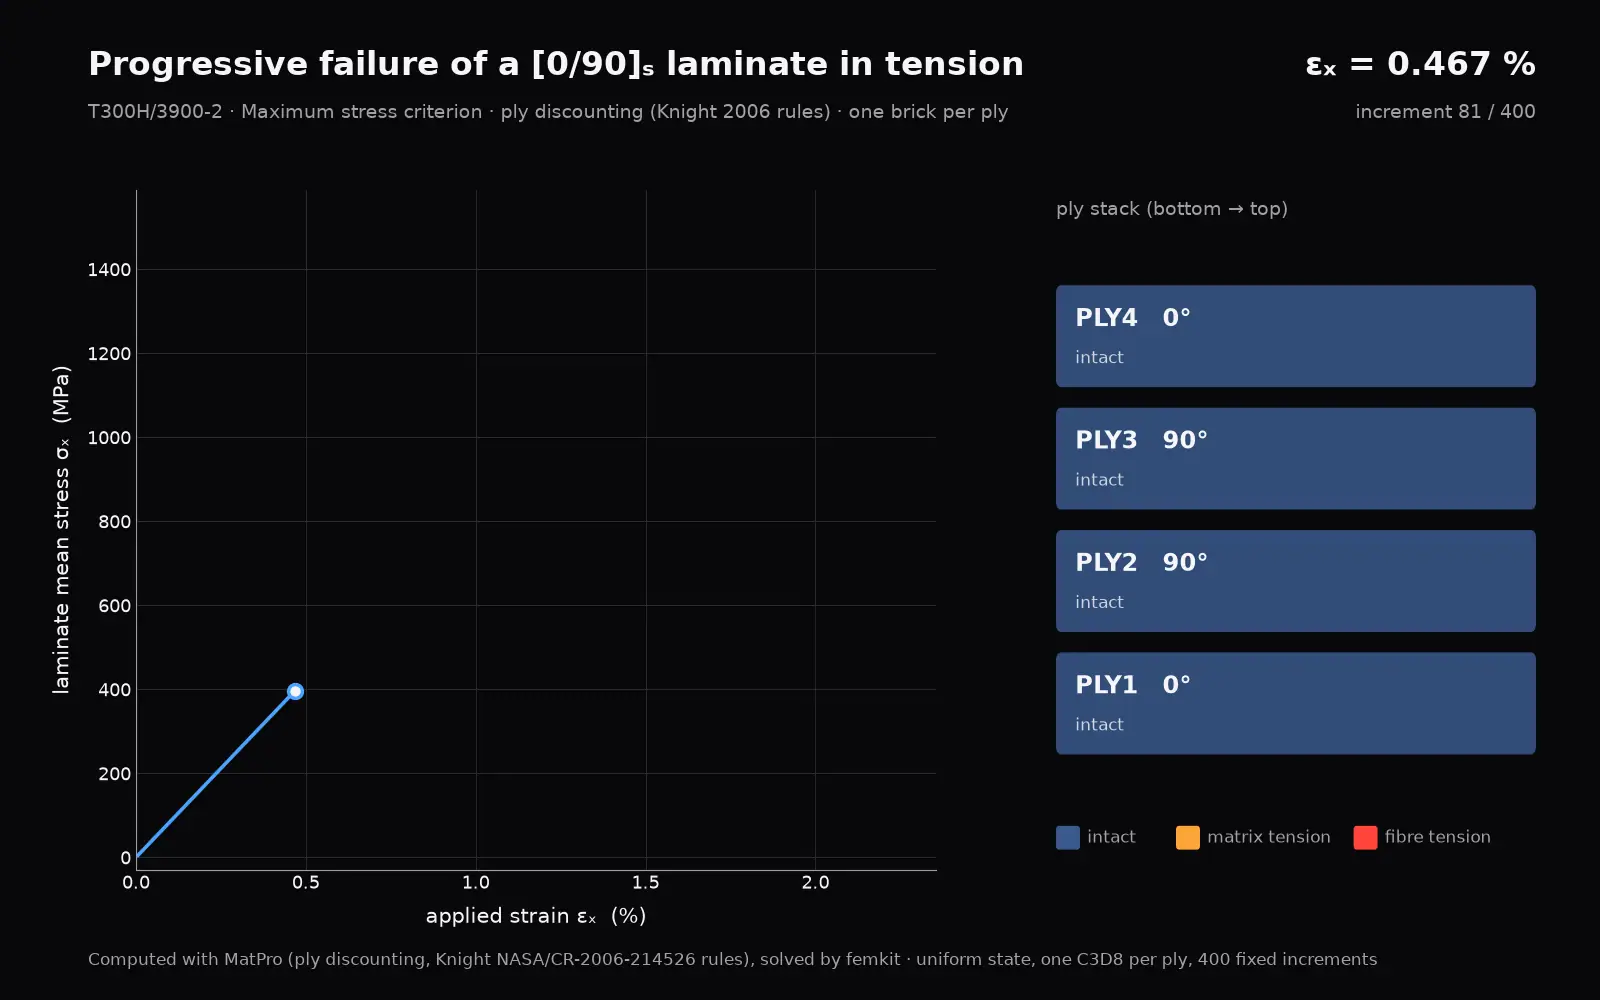 Progressive failure of a [0/90]ₛ laminate in tension
εₓ = 0.467 %
T300H/3900-2 · Maximum stress criterion · ply discounting (Knight 2006 rules) · one brick per ply
increment 81 / 400
ply stack (bottom → top)
1400
1200
1000
800
600
400
200
0
laminate mean stress σₓ (MPa)
0.0
0.5
1.0
1.5
2.0
applied strain εₓ (%)
PLY4 0°
intact
PLY3 90°
intact
PLY2 90°
intact
PLY1 0°
intact
intact
matrix tension
fibre tension
Computed with MatPro (ply discounting, Knight NASA/CR-2006-214526 rules), solved by femkit · uniform state, one C3D8 per ply, 400 fixed increments